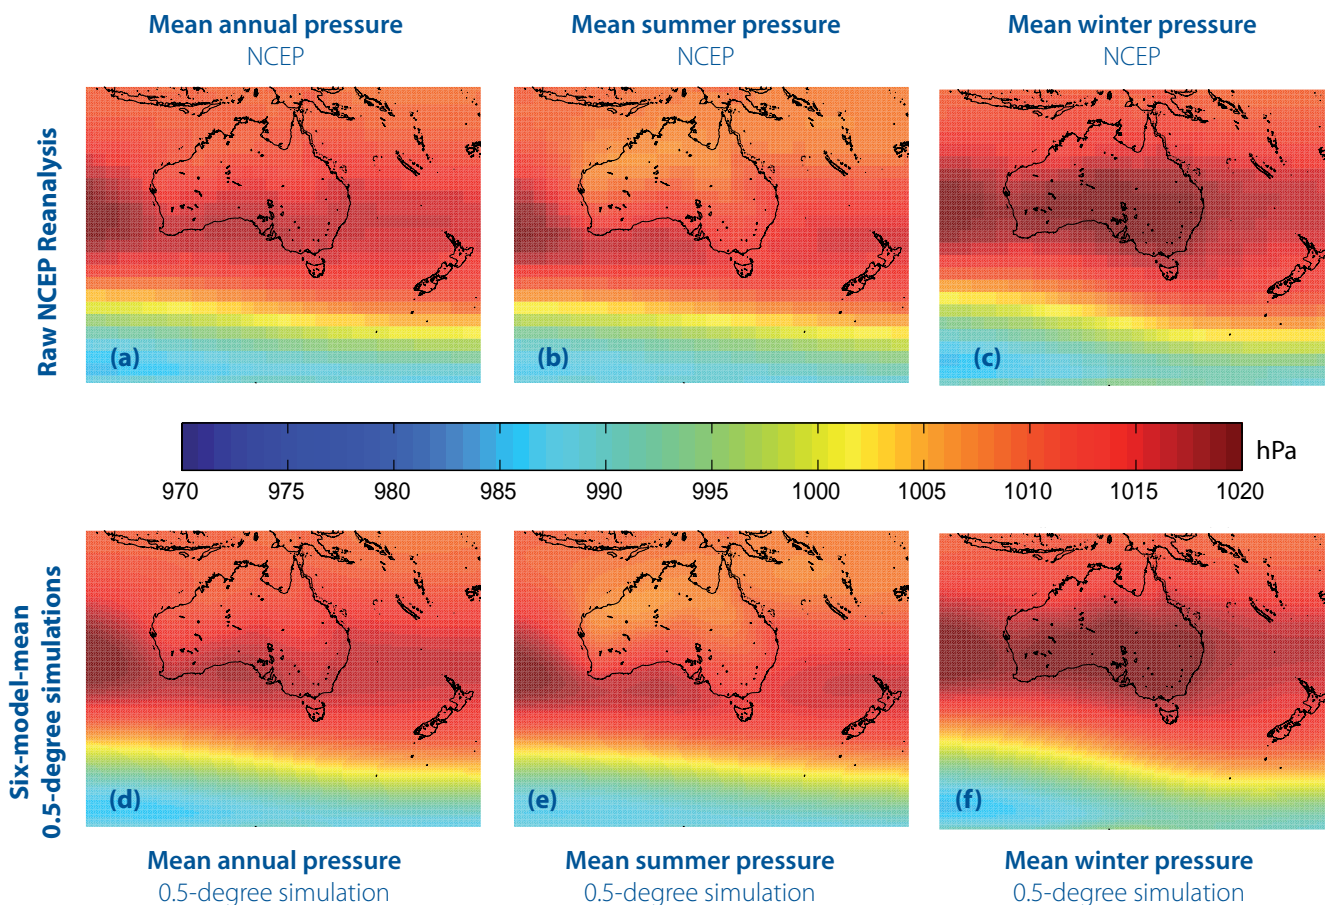 Mean annual pressure
NCEP
Mean summer pressure
NCEP
Mean winter pressure
NCEP
Raw NCEP Reanalysis
(a)
(b)
(c)
hPa
970 975 980 985 990 995 1000 1005 1010 1015 1020
Six-model-mean
0.5-degree simulations
(d)
(e)
(f)
Mean annual pressure
0.5-degree simulation
Mean summer pressure
0.5-degree simulation
Mean winter pressure
0.5-degree simulation